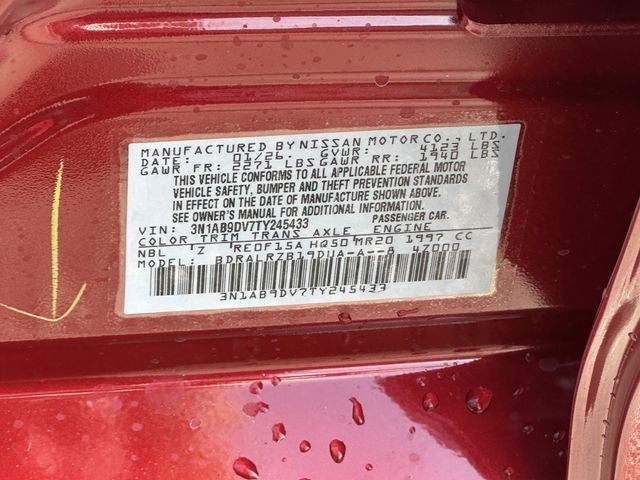 MANUFACTURED BY NISSAN MOTOR CO., LTD.
DATE: 01/26. GVWR: 4123 LBS
GAWR FR: 2271 LBS GAWR RR: 1940 LBS
THIS VEHICLE CONFORMS TO ALL APPLICABLE FEDERAL MOTOR
VEHICLE SAFETY, BUMPER AND THEFT PREVENTION STANDARDS
IN EFFECT ON THE DATE OF MANUFACTURE SHOWN ABOVE.
SEE OWNER'S MANUAL FOR ADDITIONAL INFORMATION.
VIN: 3N1AB9DV7TY245433 PASSENGER CAR.
COLOR TRIM TRANS AXLE ENGINE
NBL Z RE0F15A HQ50 MR20 1997 CC
MODEL: BDRALRZB19DUA-A--A 47000
3N1AB9DV7TY245433